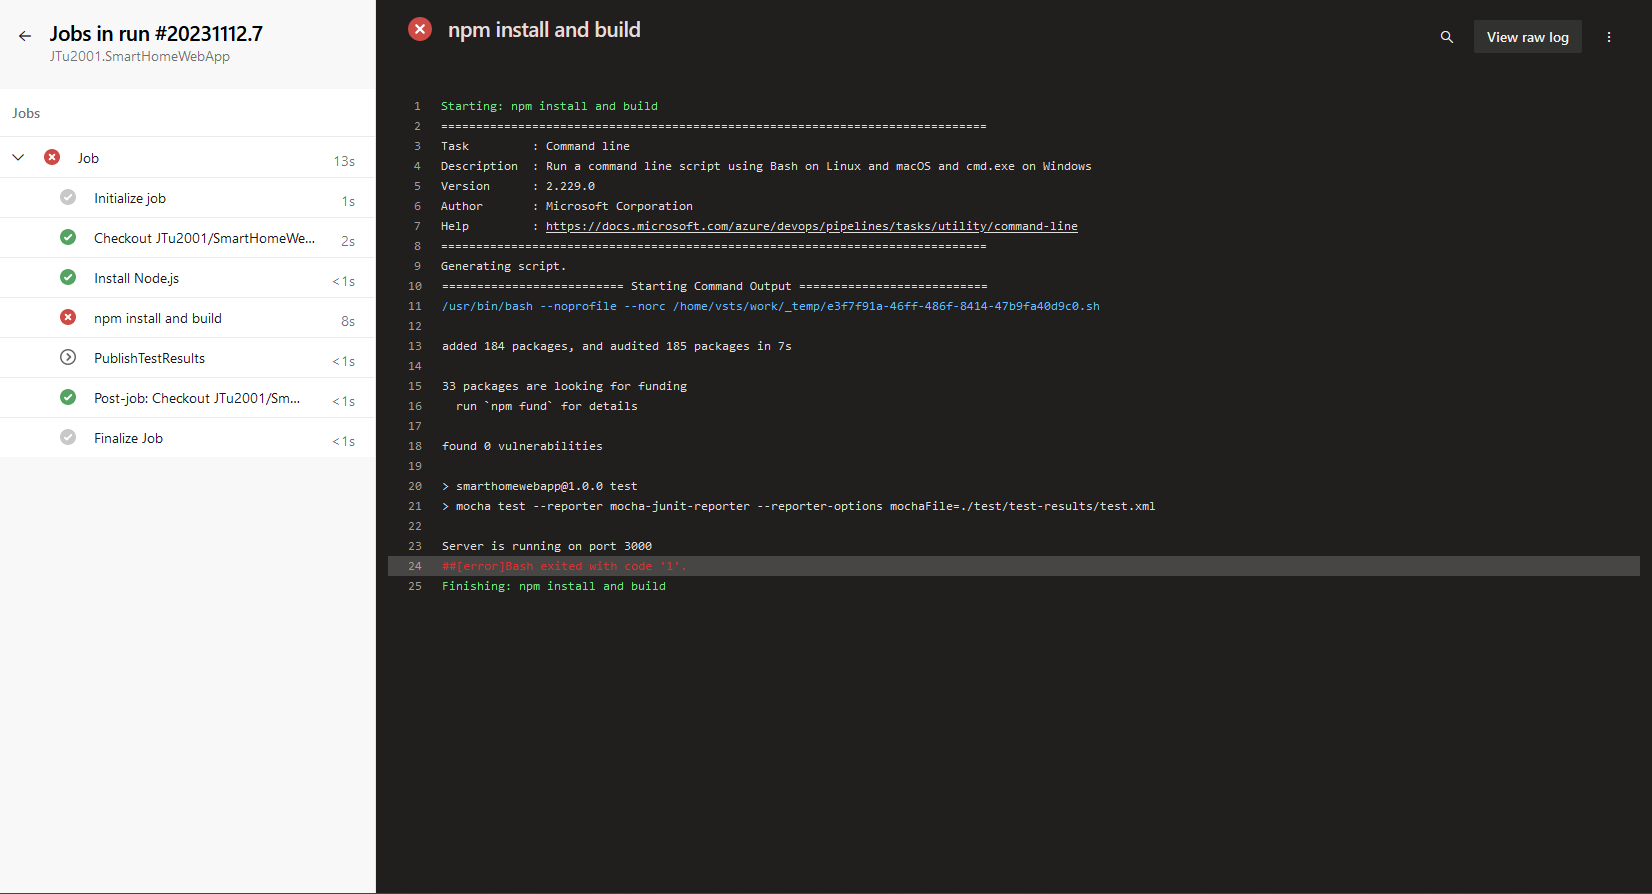 Jobs in run #20231112.7
JTu2001.SmartHomeWebApp
Jobs
Job 13s
Initialize job 1s
Checkout JTu2001/SmartHomeWe... 2s
Install Node.js <1s
npm install and build 8s
PublishTestResults <1s
Post-job: Checkout JTu2001/Sm... <1s
Finalize Job <1s
npm install and build
View raw log
1 Starting: npm install and build
2 ==============================================================================
3 Task         : Command line
4 Description  : Run a command line script using Bash on Linux and macOS and cmd.exe on Windows
5 Version      : 2.229.0
6 Author       : Microsoft Corporation
7 Help         : https://docs.microsoft.com/azure/devops/pipelines/tasks/utility/command-line
8 ==============================================================================
9 Generating script.
10 ========================== Starting Command Output ===========================
11 /usr/bin/bash --noprofile --norc /home/vsts/work/_temp/e3f7f91a-46ff-486f-8414-47b9fa40d9c0.sh
12
13 added 184 packages, and audited 185 packages in 7s
14
15 33 packages are looking for funding
16   run `npm fund` for details
17
18 found 0 vulnerabilities
19
20 > smarthomewebapp@1.0.0 test
21 > mocha test --reporter mocha-junit-reporter --reporter-options mochaFile=./test/test-results/test.xml
22
23 Server is running on port 3000
24 ##[error]Bash exited with code '1'.
25 Finishing: npm install and build